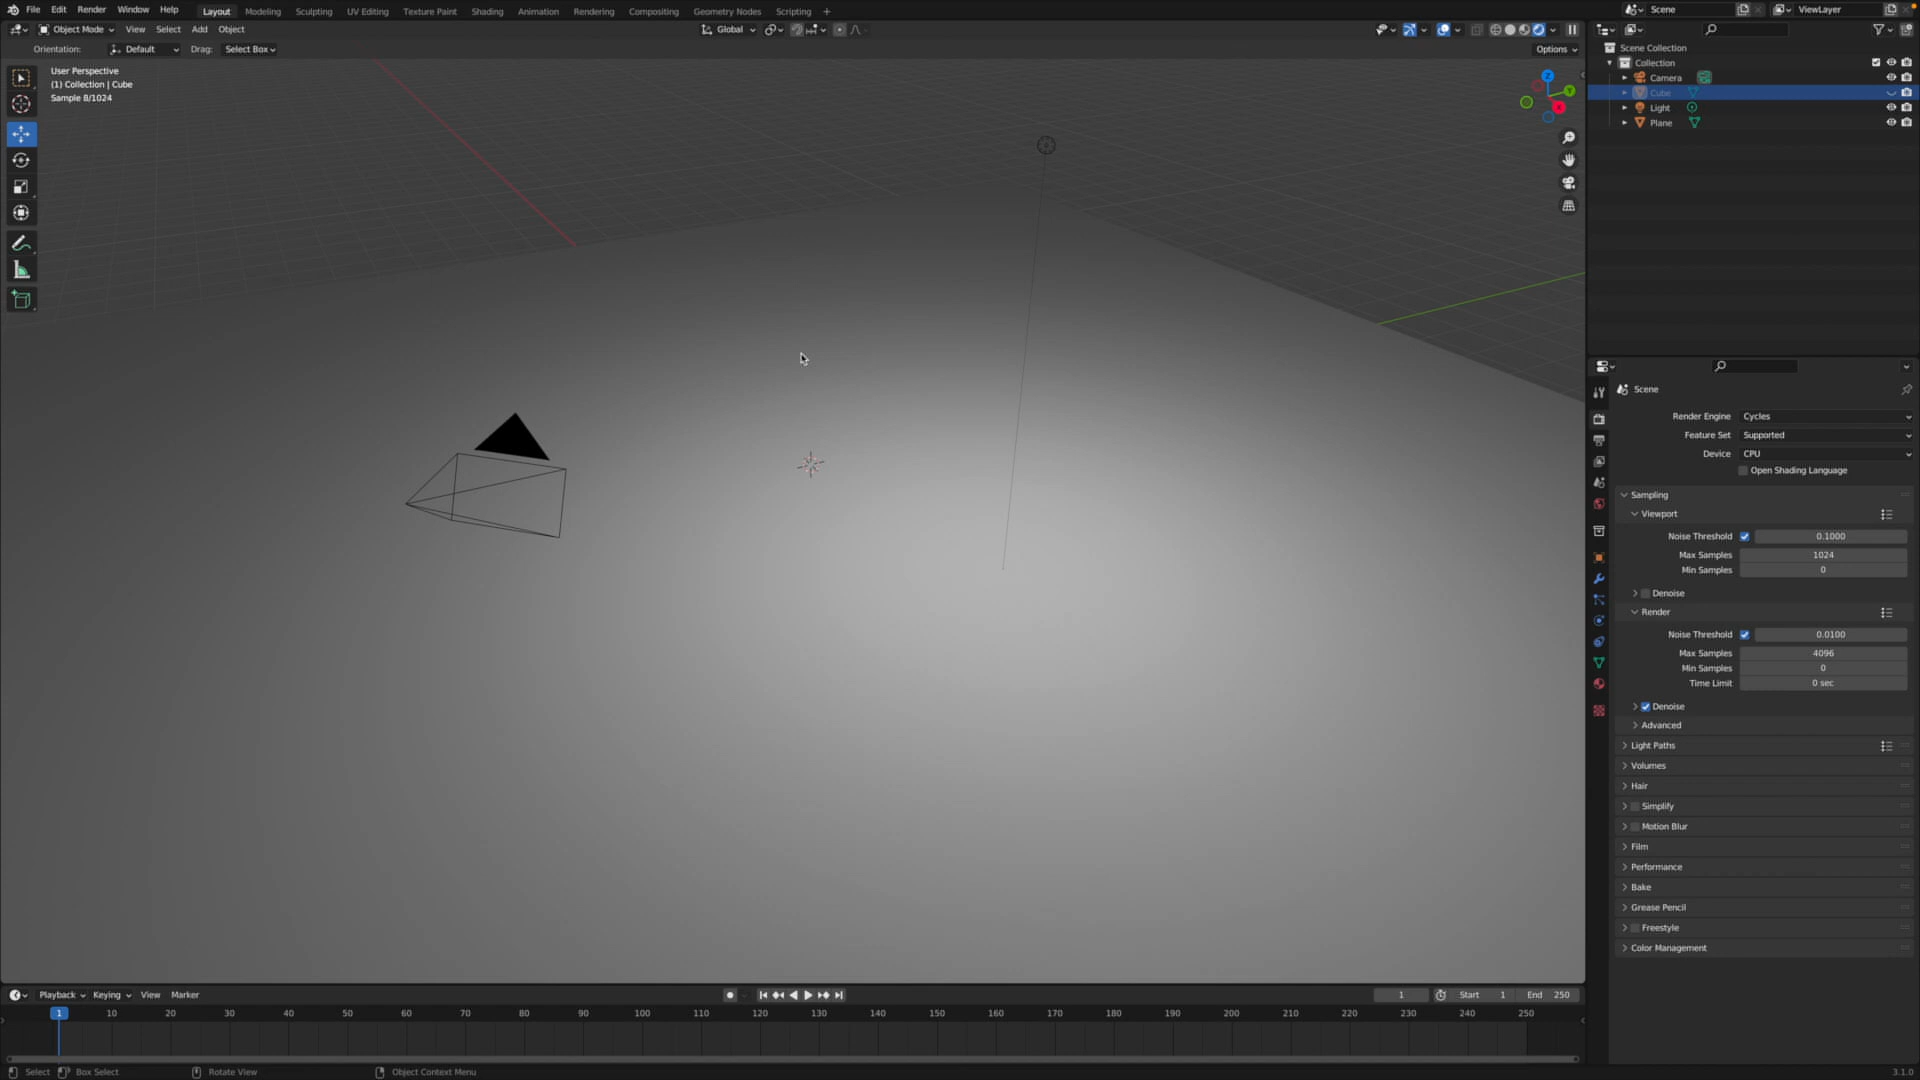 File Edit Render Window Help Layout Modeling Sculpting UV Editing Texture Paint Shading Animation Rendering Compositing Geometry Nodes Scripting + Scene ViewLayer
Object Mode View Select Add Object Global
Orientation: Default Drag: Select Box Options
User Perspective
(1) Collection | Cube
Sample 8/1024
Z
Y
X
Scene Collection
Collection
Camera
Cube
Light
Plane
Scene
Render Engine Cycles
Feature Set Supported
Device CPU
Open Shading Language
Sampling
Viewport
Noise Threshold 0.1000
Max Samples 1024
Min Samples 0
Denoise
Render
Noise Threshold 0.0100
Max Samples 4096
Min Samples 0
Time Limit 0 sec
Denoise
Advanced
Light Paths
Volumes
Hair
Simplify
Motion Blur
Film
Performance
Bake
Grease Pencil
Freestyle
Color Management
Playback Keying View Marker 1 Start 1 End 250
1 10 20 30 40 50 60 70 80 90 100 110 120 130 140 150 160 170 180 190 200 210 220 230 240 250
Select Box Select Rotate View Object Context Menu 3.1.0